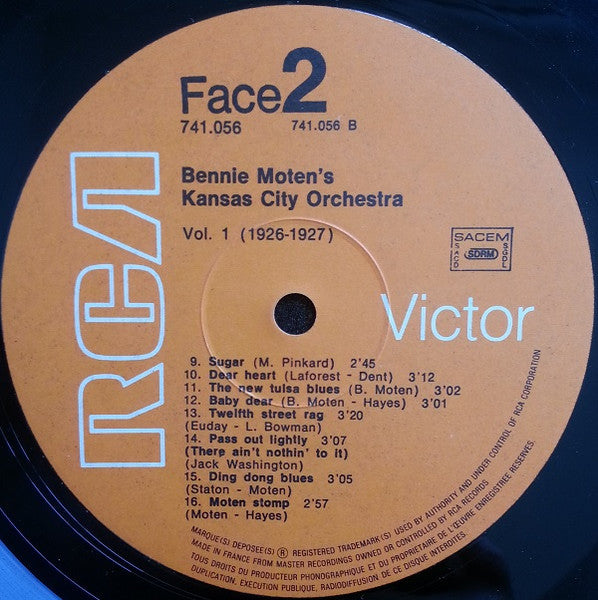 Face 2
741.056 741.056 B
Bennie Moten's
Kansas City Orchestra
Vol. 1 (1926-1927)
SACEM
SACD
SDRM
SGDL
RCA
Victor
9. Sugar (M. Pinkard) 2'45
10. Dear heart (Laforest - Dent) 3'12
11. The new tulsa blues (B. Moten) 3'02
12. Baby dear (B. Moten - Hayes) 3'01
13. Twelfth street rag 3'20
(Euday - L. Bowman)
14. Pass out lightly 3'07
(There ain't nothin' to it)
(Jack Washington)
15. Ding dong blues 3'05
(Staton - Moten)
16. Moten stomp 2'57
(Moten - Hayes)
MARQUE(S) DEPOSEE(S) ® REGISTERED TRADEMARK(S) USED BY AUTHORITY AND UNDER CONTROL OF RCA CORPORATION
MADE IN FRANCE FROM MASTER RECORDINGS OWNED OR CONTROLLED BY RCA RECORDS
TOUS DROITS DU PRODUCTEUR PHONOGRAPHIQUE ET DU PROPRIETAIRE DE L'ŒUVRE ENREGISTREE RESERVES.
DUPLICATION, EXECUTION PUBLIQUE, RADIODIFFUSION DE CE DISQUE INTERDITES.